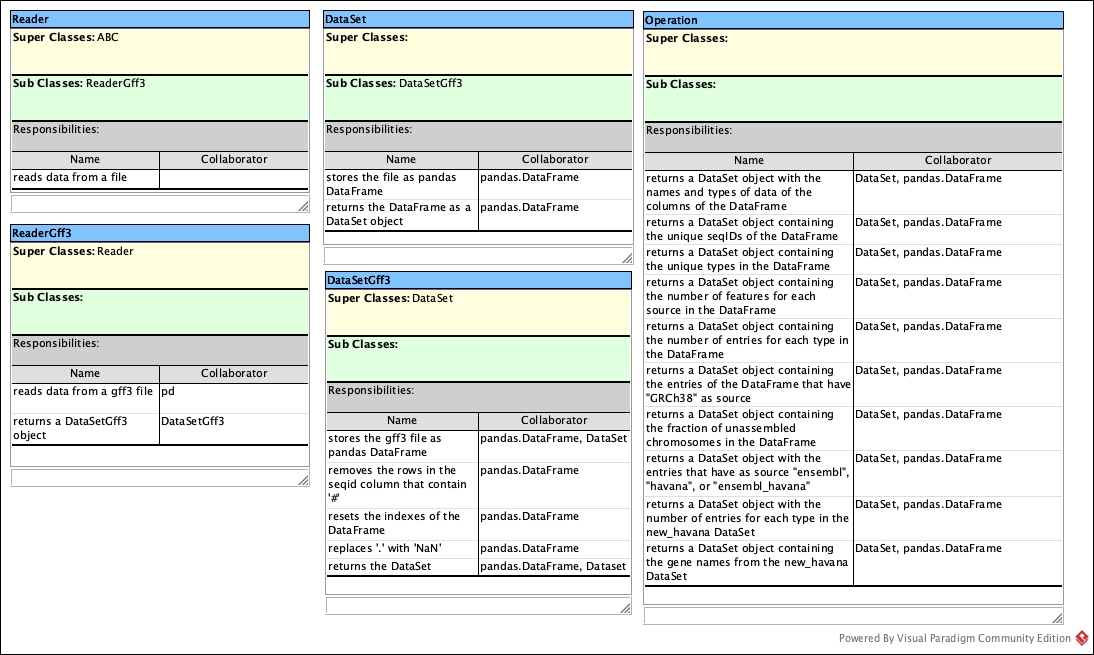 Reader
Super Classes: ABC
Sub Classes: ReaderGff3
Responsibilities:
Name Collaborator
reads data from a file
ReaderGff3
Super Classes: Reader
Sub Classes:
Responsibilities:
Name Collaborator
reads data from a gff3 file pd
returns a DataSetGff3 DataSetGff3
object
DataSet
Super Classes:
Sub Classes: DataSetGff3
Responsibilities:
Name Collaborator
stores the file as pandas pandas.DataFrame
DataFrame
returns the DataFrame as a pandas.DataFrame
DataSet object
DataSetGff3
Super Classes: DataSet
Sub Classes:
Responsibilities:
Name Collaborator
stores the gff3 file as pandas.DataFrame, DataSet
pandas DataFrame
removes the rows in the pandas.DataFrame
seqid column that contain
'#'
resets the indexes of the pandas.DataFrame
DataFrame
replaces '.' with 'NaN' pandas.DataFrame
returns the DataSet pandas.DataFrame, Dataset
Operation
Super Classes:
Sub Classes:
Responsibilities:
Name Collaborator
returns a DataSet object with the DataSet, pandas.DataFrame
names and types of data of the
columns of the DataFrame
returns a DataSet object containing DataSet, pandas.DataFrame
the unique seqIDs of the DataFrame
returns a DataSet object containing DataSet, pandas.DataFrame
the unique types in the DataFrame
returns a DataSet object containing DataSet, pandas.DataFrame
the number of features for each
source in the DataFrame
returns a DataSet object containing DataSet, pandas.DataFrame
the number of entries for each type in
the DataFrame
returns a DataSet object containing DataSet, pandas.DataFrame
the entries of the DataFrame that have
"GRCh38" as source
returns a DataSet object containing DataSet, pandas.DataFrame
the fraction of unassembled
chromosomes in the DataFrame
returns a DataSet object with the DataSet, pandas.DataFrame
entries that have as source "ensembl",
"havana", or "ensembl_havana"
returns a DataSet object with the DataSet, pandas.DataFrame
number of entries for each type in the
new_havana DataSet
returns a DataSet object containing DataSet, pandas.DataFrame
the gene names from the new_havana
DataSet
Powered By Visual Paradigm Community Edition